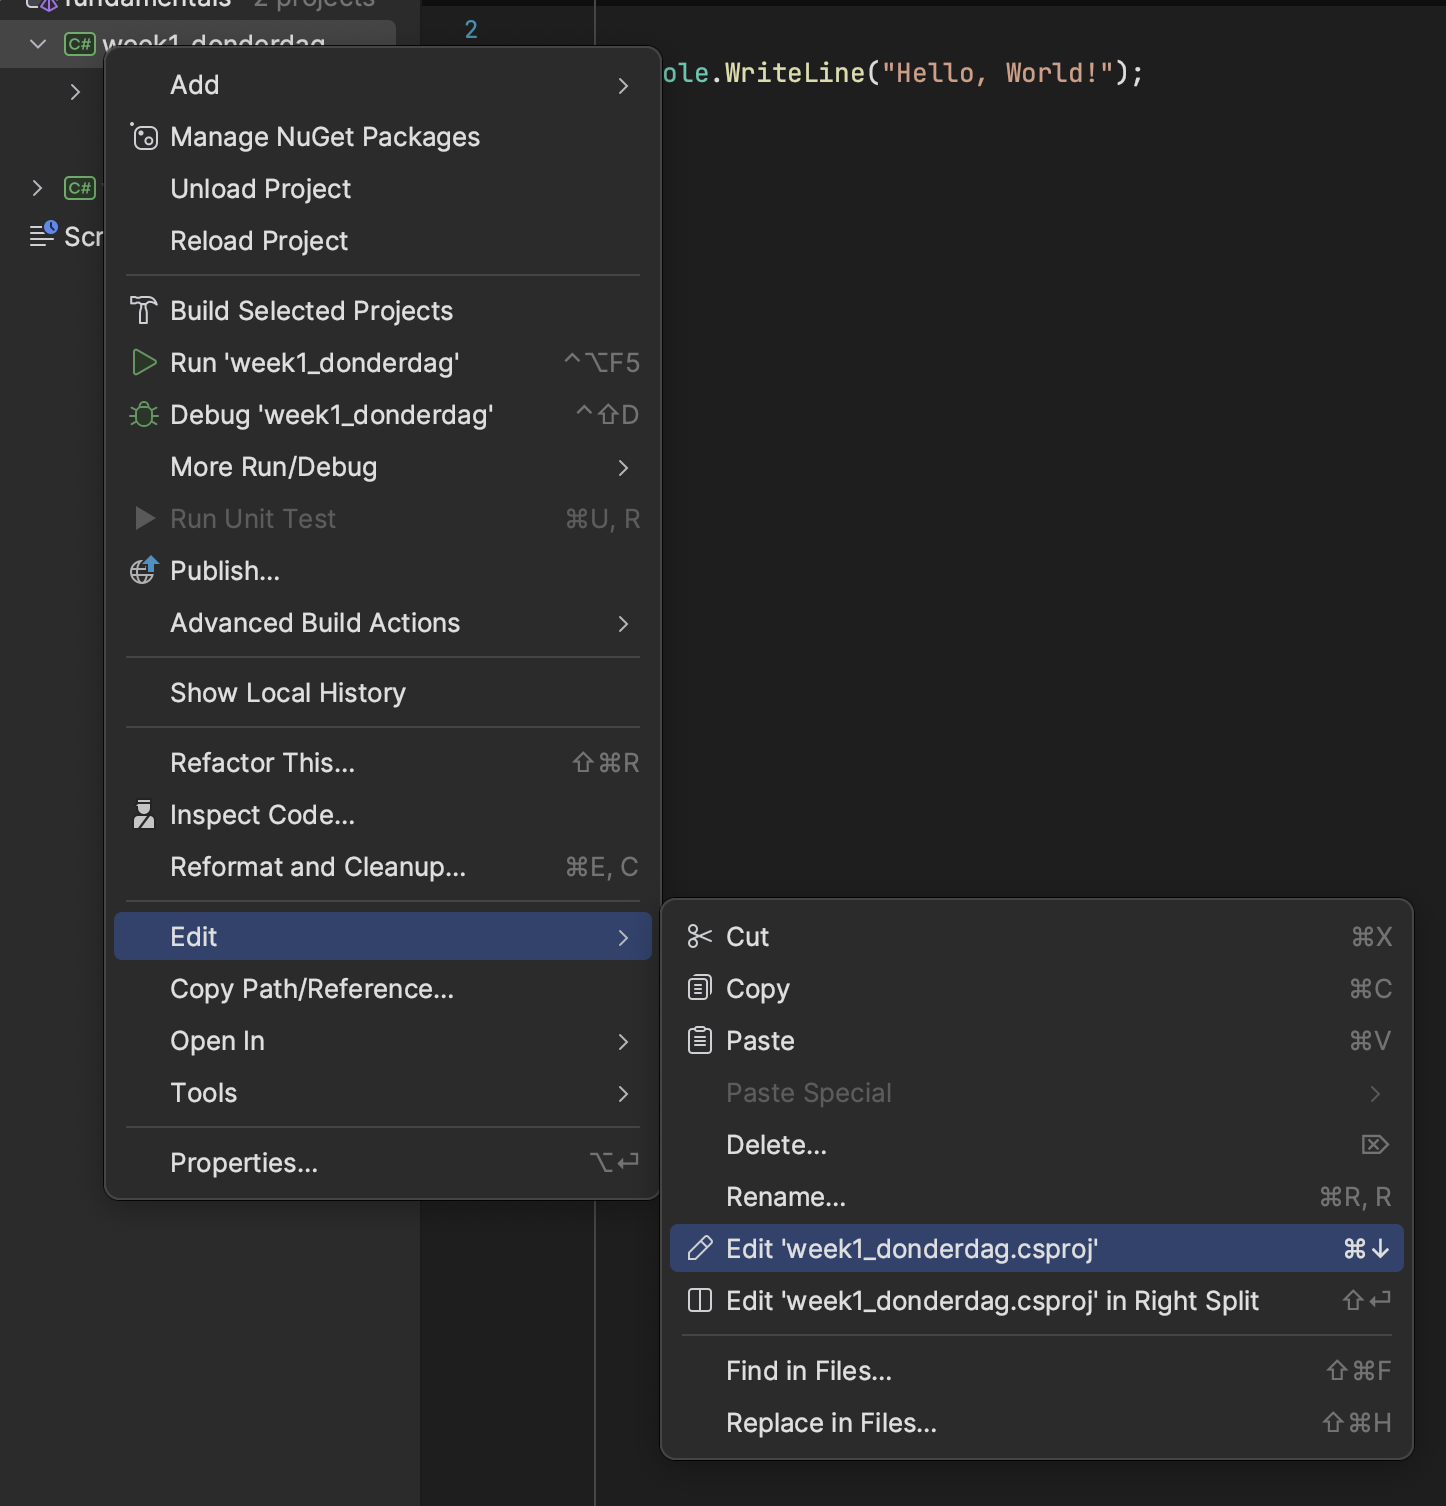 fundamentals 2 projects
2
C# week1_donderdag
ole.WriteLine("Hello, World!");
Add
Manage NuGet Packages
Unload Project
C#
Scr
Reload Project
Build Selected Projects
Run 'week1_donderdag' ^⌥F5
Debug 'week1_donderdag' ^⇧D
More Run/Debug
Run Unit Test ⌘U, R
Publish...
Advanced Build Actions
Show Local History
Refactor This... ⇧⌘R
Inspect Code...
Reformat and Cleanup... ⌘E, C
Edit
Copy Path/Reference...
Open In
Tools
Properties... ⌥⏎
Cut ⌘X
Copy ⌘C
Paste ⌘V
Paste Special
Delete... ⌦
Rename... ⌘R, R
Edit 'week1_donderdag.csproj' ⌘↓
Edit 'week1_donderdag.csproj' in Right Split ⇧⏎
Find in Files... ⇧⌘F
Replace in Files... ⇧⌘H